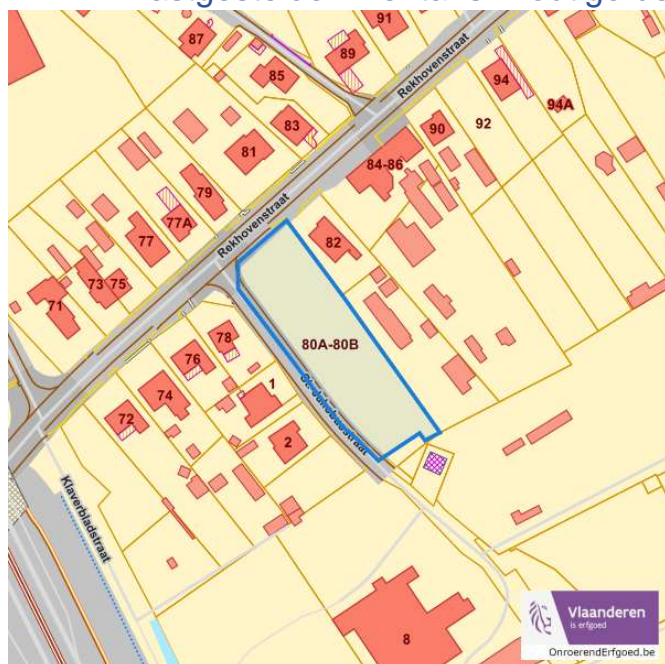 87
91
89
85
Rekhovenstraat
94
94A
83
90
92
81
84-86
79
77A
Rekhovenstraat
77
82
73
75
71
80A-80B
78
76
1
74
72
2
Klaverbladstraat
8
Vlaanderen
is erfgoed
OnroerendErfgoed.be